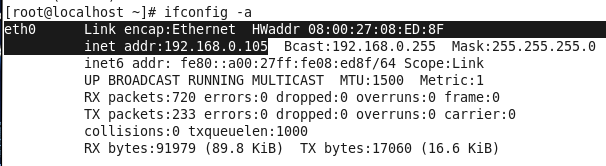 [root@localhost ~]# ifconfig -a
eth0      Link encap:Ethernet  HWaddr 08:00:27:08:ED:8F
          inet addr:192.168.0.105  Bcast:192.168.0.255  Mask:255.255.255.0
          inet6 addr: fe80::a00:27ff:fe08:ed8f/64 Scope:Link
          UP BROADCAST RUNNING MULTICAST  MTU:1500  Metric:1
          RX packets:720 errors:0 dropped:0 overruns:0 frame:0
          TX packets:233 errors:0 dropped:0 overruns:0 carrier:0
          collisions:0 txqueuelen:1000
          RX bytes:91979 (89.8 KiB)  TX bytes:17060 (16.6 KiB)